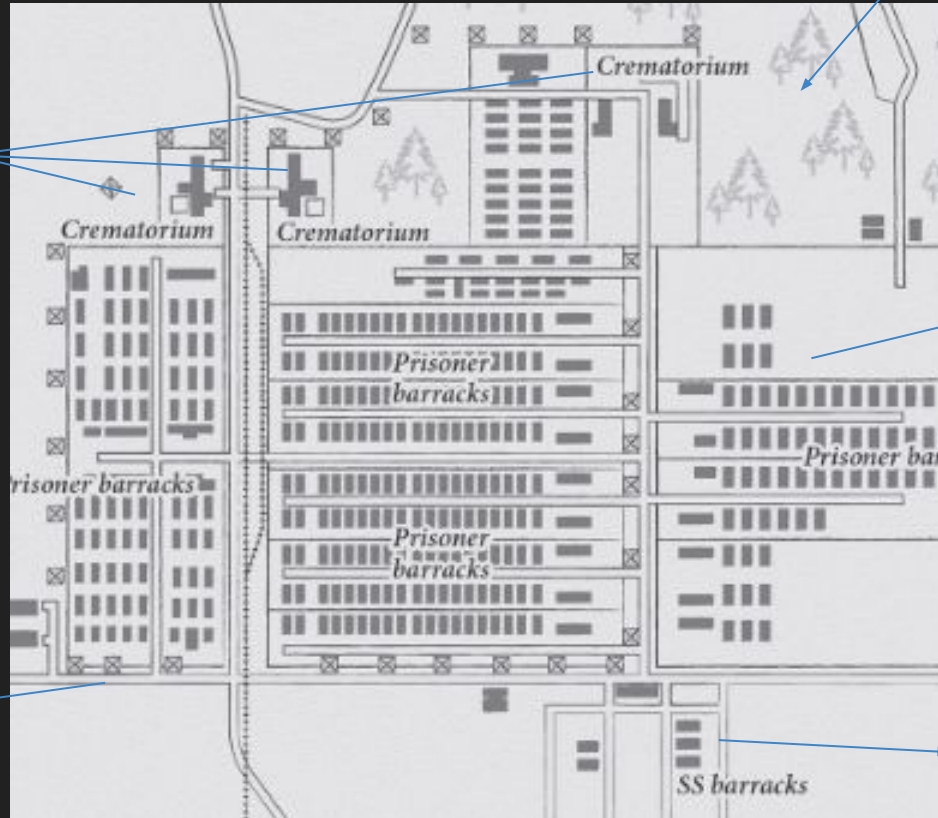 Crematorium
Crematorium
Crematorium
Prisoner
barracks
Prisoner bar
risoner barracks
Prisoner
barracks
SS barracks